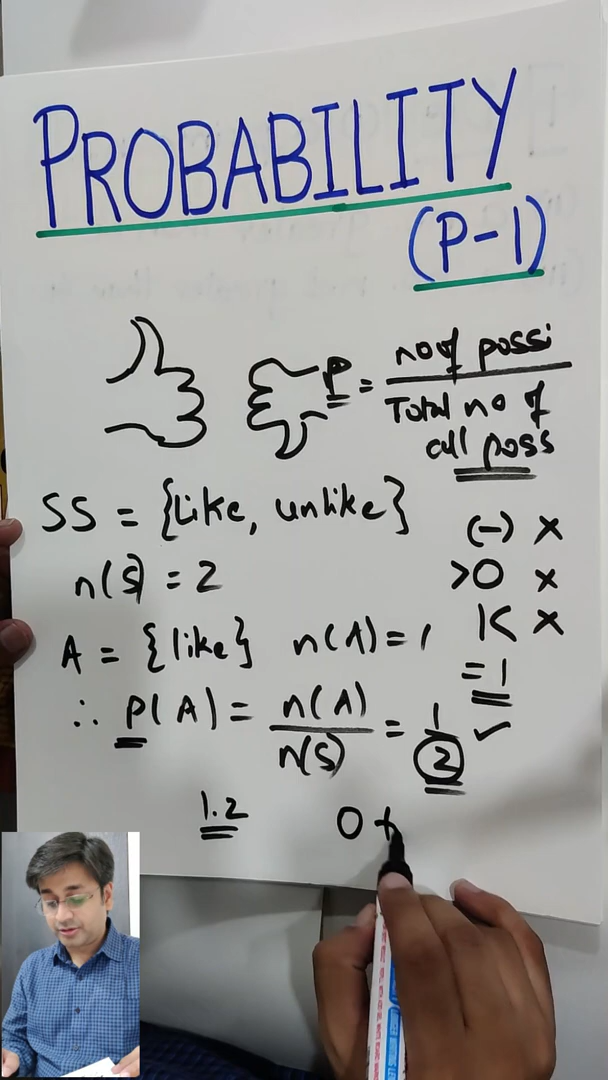 PROBABILITY
(P-1)
P = no of possi
Total no of
all poss
SS = {Like, unlike}
(-) ×
n(S) = 2
>0 ×
1< ×
A = {like} n(A) = 1
= 1
∴ P(A) = n(A)/n(S) = 1/2 ✓
1.2 0 t